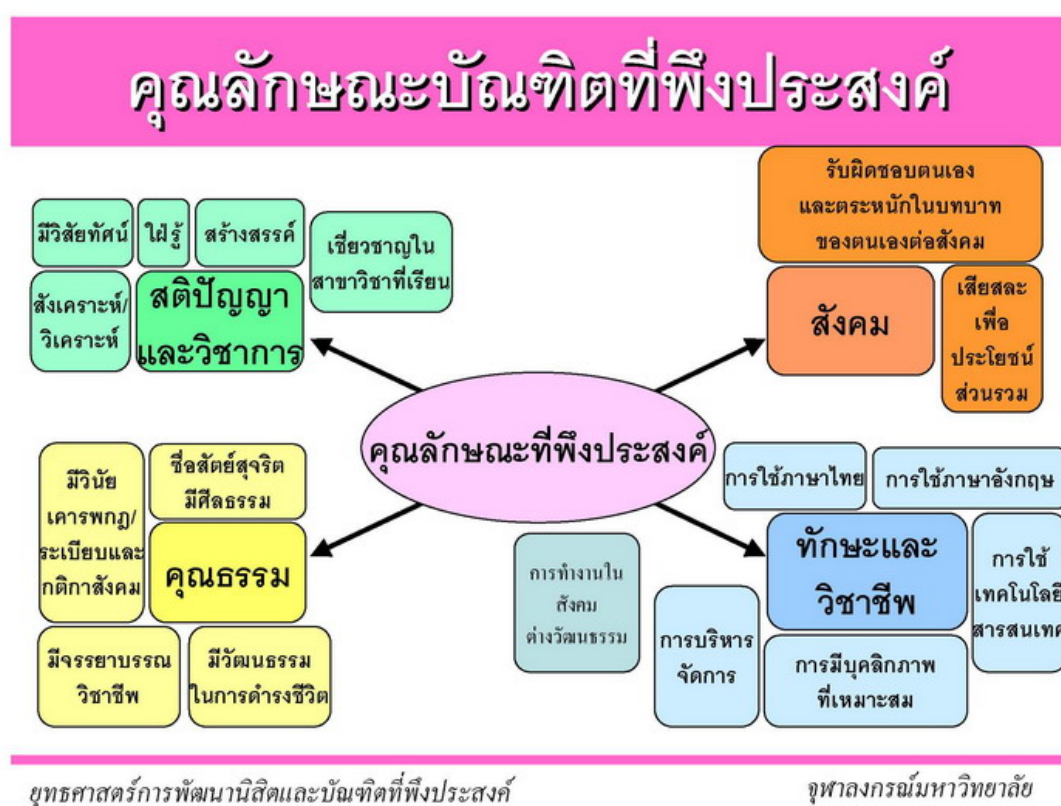 คุณลักษณะบัณฑิตที่พึงประสงค์
มีวิสัยทัศน์
ใฝ่รู้
สร้างสรรค์
เชี่ยวชาญใน
สาขาวิชาที่เรียน
สังเคราะห์/
วิเคราะห์
สติปัญญา
และวิชาการ
รับผิดชอบตนเอง
และตระหนักในบทบาท
ของตนเองต่อสังคม
สังคม
เสียสละ
เพื่อ
ประโยชน์
ส่วนรวม
คุณลักษณะที่พึงประสงค์
มีวินัย
เคารพกฎ/
ระเบียบและ
กติกาสังคม
ซื่อสัตย์สุจริต
มีศีลธรรม
คุณธรรม
มีจรรยาบรรณ
วิชาชีพ
มีวัฒนธรรม
ในการดำรงชีวิต
การใช้ภาษาไทย
การใช้ภาษาอังกฤษ
ทักษะและ
วิชาชีพ
การใช้
เทคโนโลยี
สารสนเทศ
การทำงานใน
สังคม
ต่างวัฒนธรรม
การบริหาร
จัดการ
การมีบุคลิกภาพ
ที่เหมาะสม
ยุทธศาสตร์การพัฒนานิสิตและบัณฑิตที่พึงประสงค์
จุฬาลงกรณ์มหาวิทยาลัย